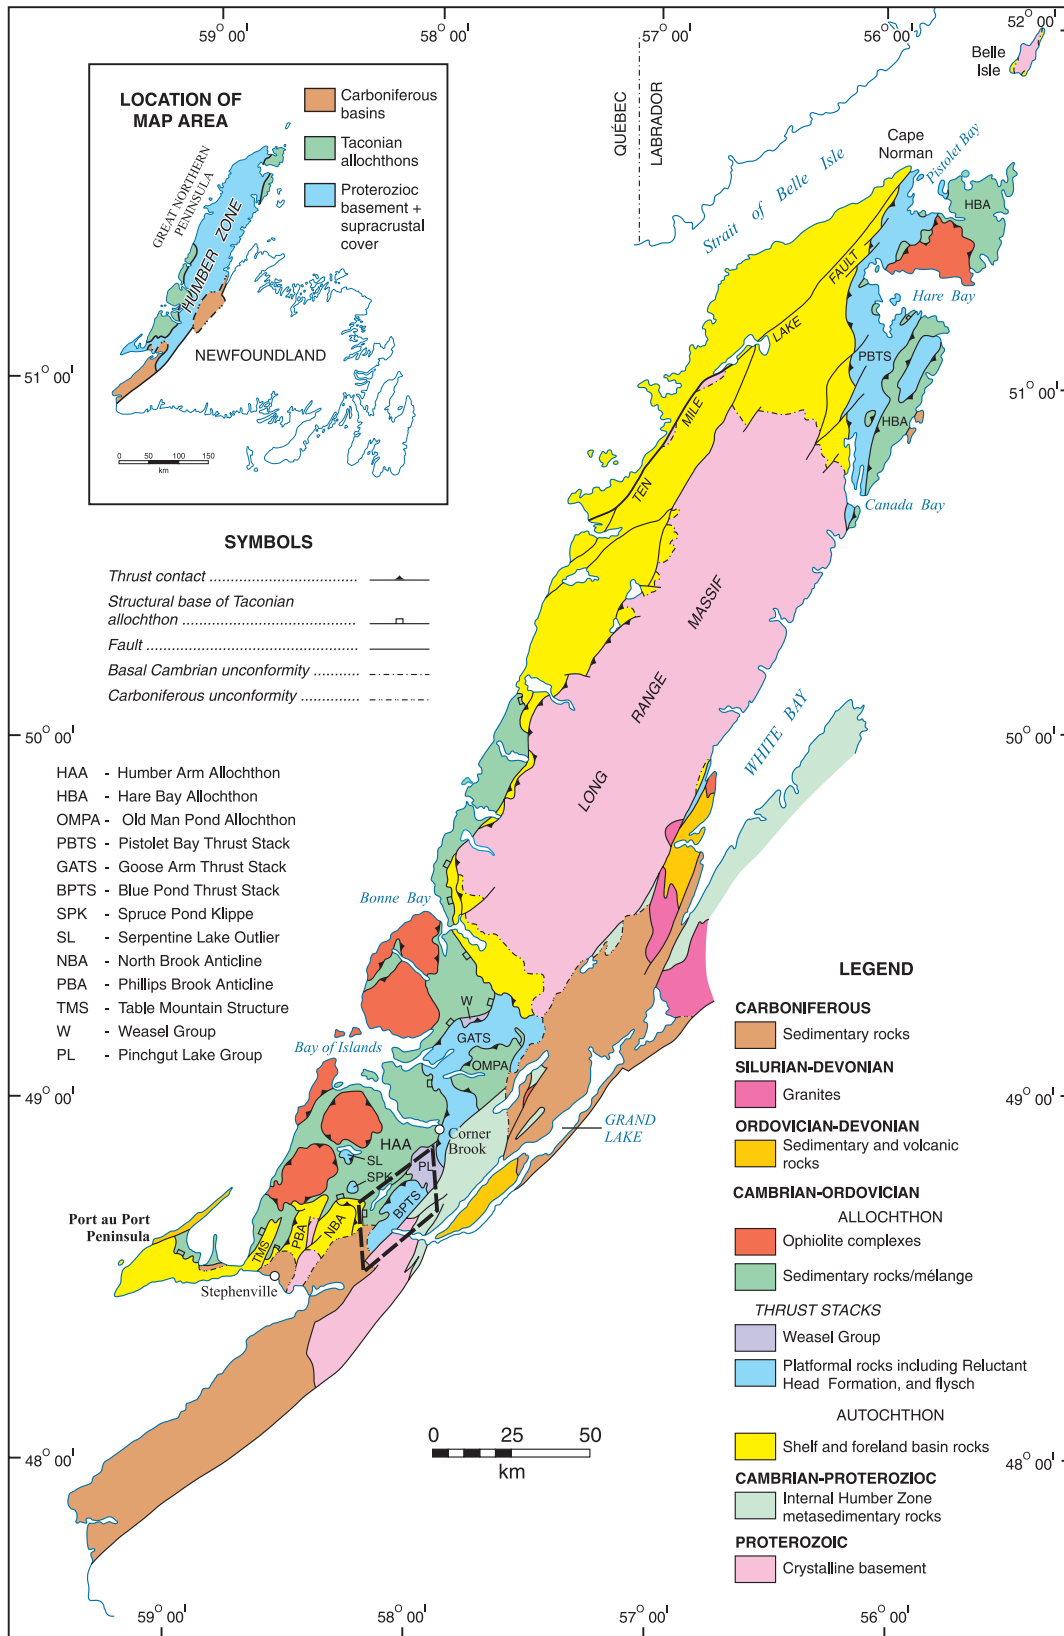 59° 00'
58° 00'
57° 00'
56° 00'
52° 00'
Belle
Isle
LOCATION OF
MAP AREA
Carboniferous
basins
Taconian
allochthons
Proterozioc
basement +
supracrustal
cover
GREAT NORTHERN
PENINSULA
HUMBER ZONE
NEWFOUNDLAND
0 50 100 150
km
QUÉBEC
LABRADOR
Strait of Belle Isle
Cape
Norman
Pistolet Bay
HBA
Hare Bay
51° 00'
51° 00'
TEN MILE LAKE FAULT
PBTS
HBA
Canada Bay
SYMBOLS
Thrust contact
Structural base of Taconian
allochthon
Fault
Basal Cambrian unconformity
Carboniferous unconformity
LONG RANGE MASSIF
WHITE BAY
50° 00'
50° 00'
HAA - Humber Arm Allochthon
HBA - Hare Bay Allochthon
OMPA - Old Man Pond Allochthon
PBTS - Pistolet Bay Thrust Stack
GATS - Goose Arm Thrust Stack
BPTS - Blue Pond Thrust Stack
SPK - Spruce Pond Klippe
SL - Serpentine Lake Outlier
NBA - North Brook Anticline
PBA - Phillips Brook Anticline
TMS - Table Mountain Structure
W - Weasel Group
PL - Pinchgut Lake Group
Bonne Bay
W
GATS
Bay of Islands
OMPA
49° 00'
49° 00'
HAA
Corner
Brook
GRAND
LAKE
SL
SPK
PL
BPTS
Port au Port
Peninsula
TMS
PBA
NBA
Stephenville
LEGEND
CARBONIFEROUS
Sedimentary rocks
SILURIAN-DEVONIAN
Granites
ORDOVICIAN-DEVONIAN
Sedimentary and volcanic
rocks
CAMBRIAN-ORDOVICIAN
ALLOCHTHON
Ophiolite complexes
Sedimentary rocks/mélange
THRUST STACKS
Weasel Group
Platformal rocks including Reluctant
Head Formation, and flysch
AUTOCHTHON
Shelf and foreland basin rocks
CAMBRIAN-PROTEROZIOC
Internal Humber Zone
metasedimentary rocks
PROTEROZOIC
Crystalline basement
0 25 50
km
48° 00'
48° 00'
59° 00'
58° 00'
57° 00'
56° 00'